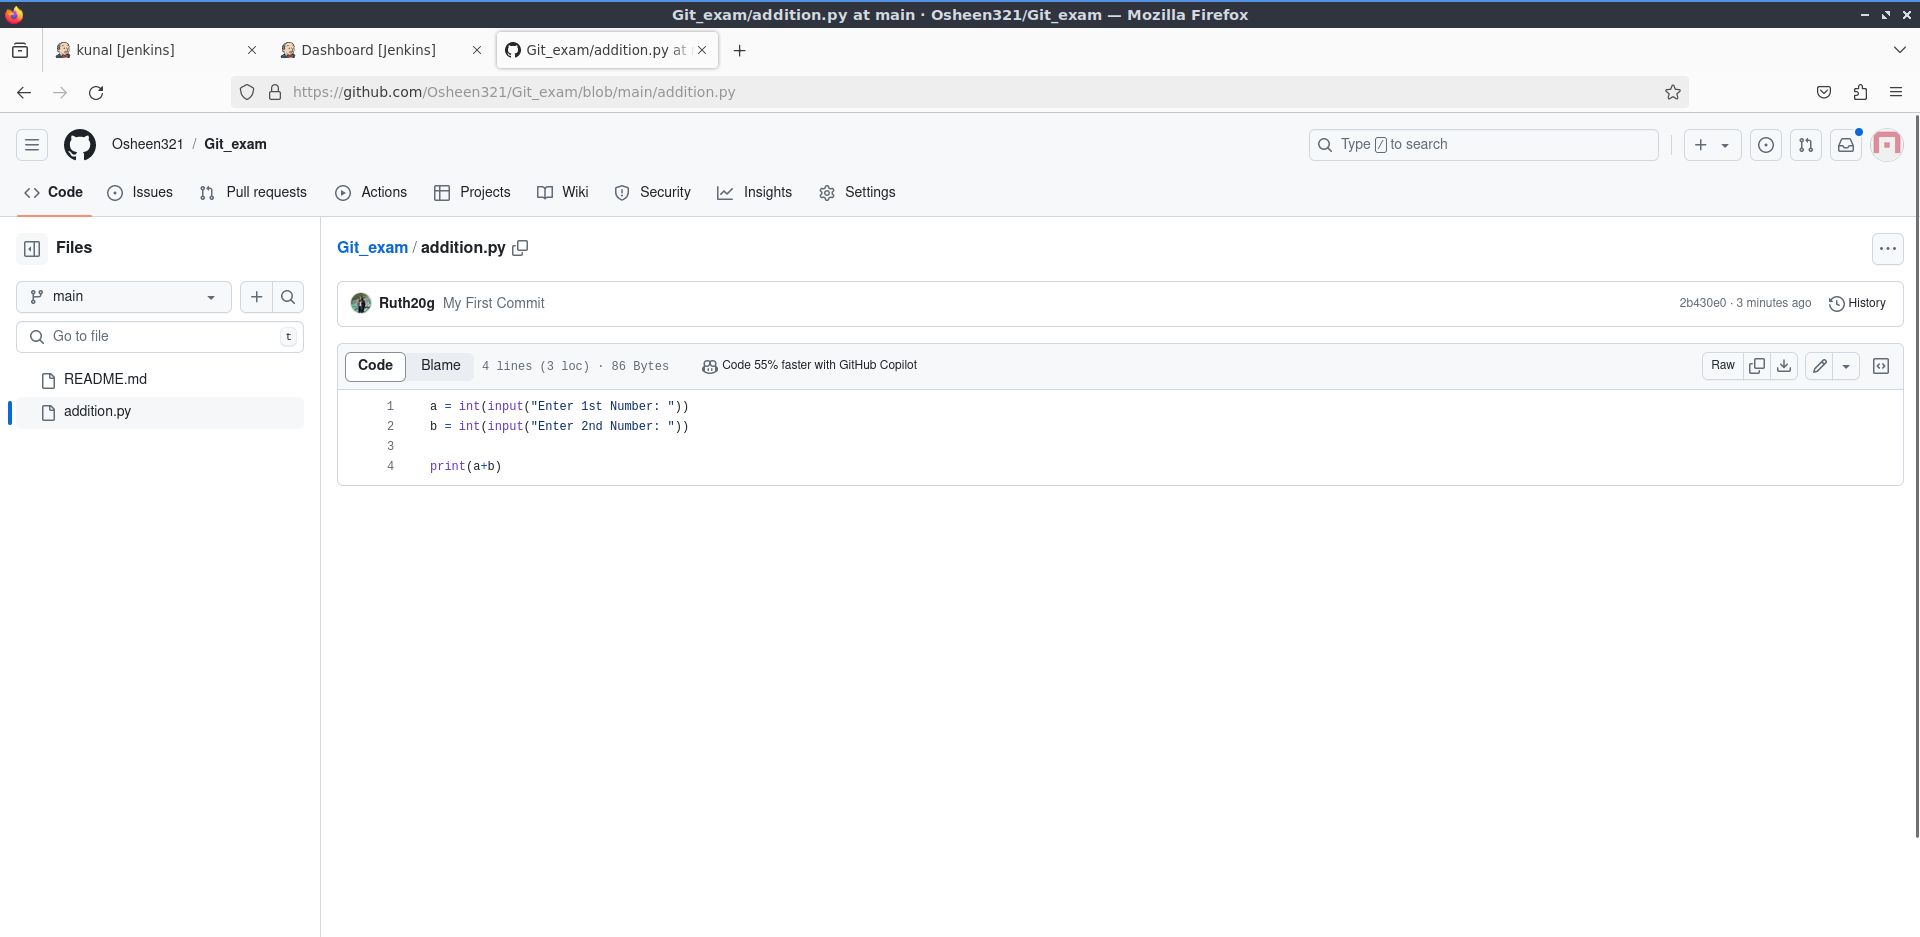 Git_exam/addition.py at main · Osheen321/Git_exam — Mozilla Firefox
kunal [Jenkins]
Dashboard [Jenkins]
Git_exam/addition.py at
https://github.com/Osheen321/Git_exam/blob/main/addition.py
Osheen321 / Git_exam
Type / to search
Code
Issues
Pull requests
Actions
Projects
Wiki
Security
Insights
Settings
Files
main
Go to file
t
README.md
addition.py
Git_exam / addition.py
Ruth20g My First Commit
2b430e0 · 3 minutes ago
History
Code
Blame
4 lines (3 loc) · 86 Bytes
Code 55% faster with GitHub Copilot
Raw
1 a = int(input("Enter 1st Number: "))
2 b = int(input("Enter 2nd Number: "))
3
4 print(a+b)